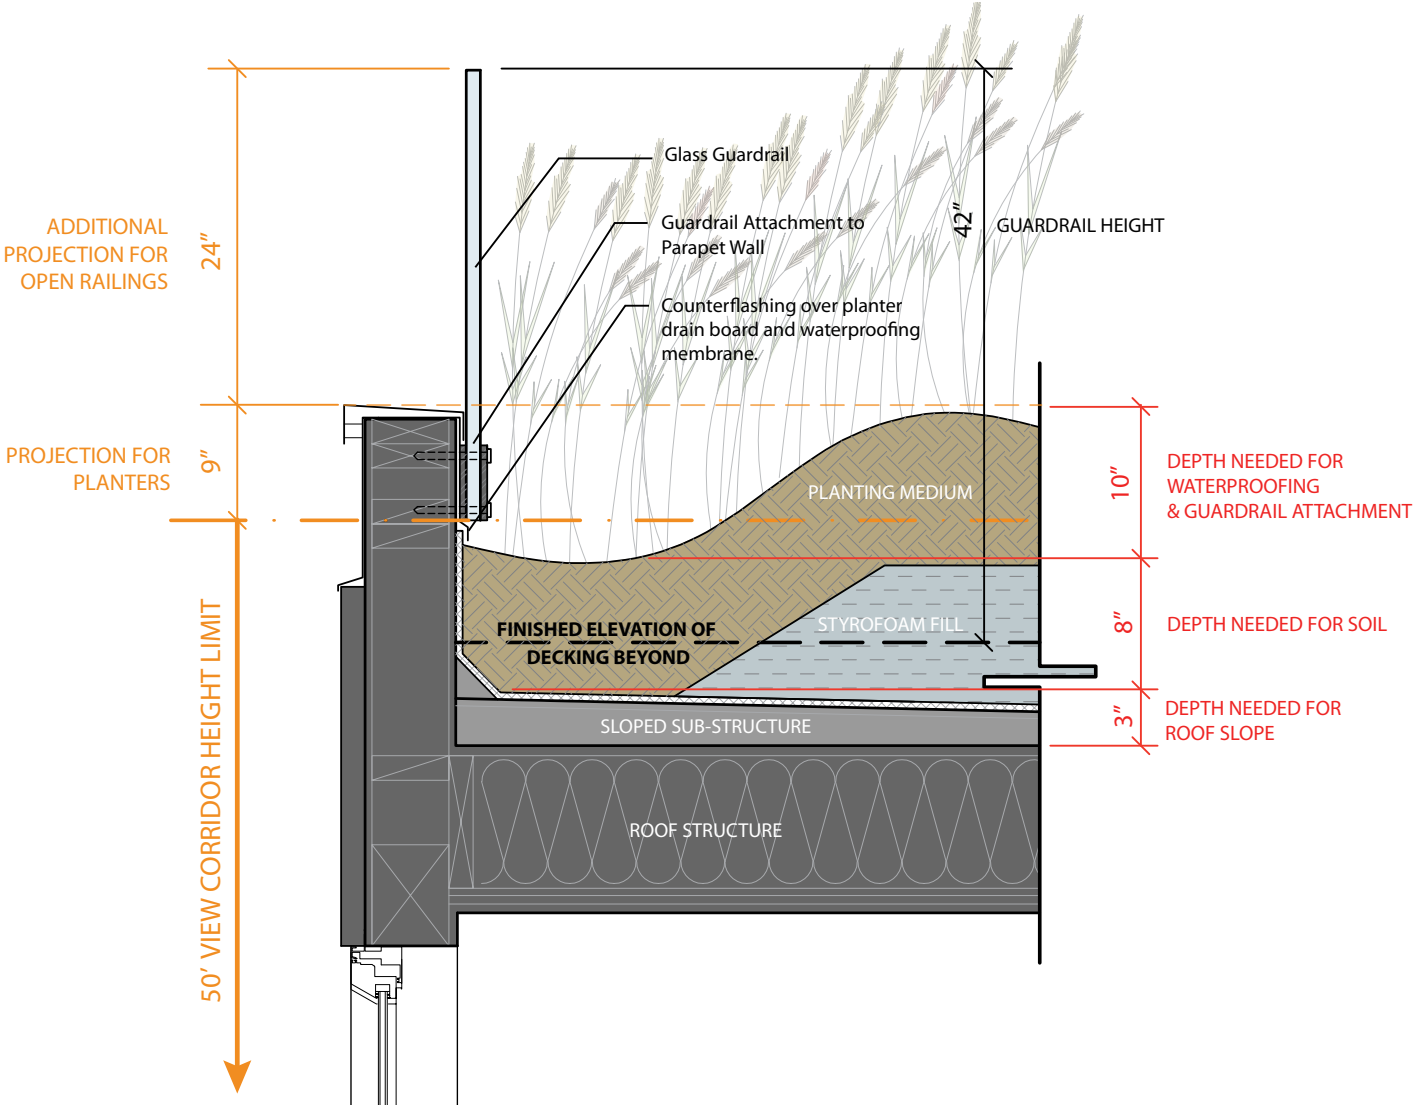 ADDITIONAL
PROJECTION FOR
OPEN RAILINGS
24”
PROJECTION FOR
PLANTERS
9”
50’ VIEW CORRIDOR HEIGHT LIMIT
Glass Guardrail
Guardrail Attachment to
Parapet Wall
Counterflashing over planter
drain board and waterproofing
membrane.
42”
GUARDRAIL HEIGHT
PLANTING MEDIUM
STYROFOAM FILL
FINISHED ELEVATION OF
DECKING BEYOND
SLOPED SUB-STRUCTURE
ROOF STRUCTURE
10”
DEPTH NEEDED FOR
WATERPROOFING
& GUARDRAIL ATTACHMENT
8”
DEPTH NEEDED FOR SOIL
3”
DEPTH NEEDED FOR
ROOF SLOPE